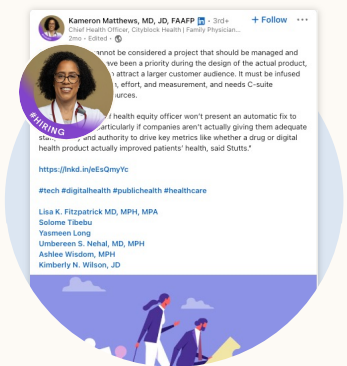 Kameron Matthews, MD, JD, FAAFP in • 3rd+
+ Follow
Chief Health Officer, Cityblock Health | Family Physician...
2mo • Edited •
cannot be considered a project that should be managed and
have been a priority during the design of the actual product,
to attract a larger customer audience. It must be infused
, effort, and measurement, and needs C-suite
health equity officer won't present an automatic fix to
particularly if companies aren't actually giving them adequate
and authority to drive key metrics like whether a drug or digital
health product actually improved patients' health, said Stutts."
#HIRING
https://lnkd.in/eEsQmyYc
#tech #digitalhealth #publichealth #healthcare
Lisa K. Fitzpatrick MD, MPH, MPA
Solome Tibebu
Yasmeen Long
Umbereen S. Nehal, MD, MPH
Ashlee Wisdom, MPH
Kimberly N. Wilson, JD